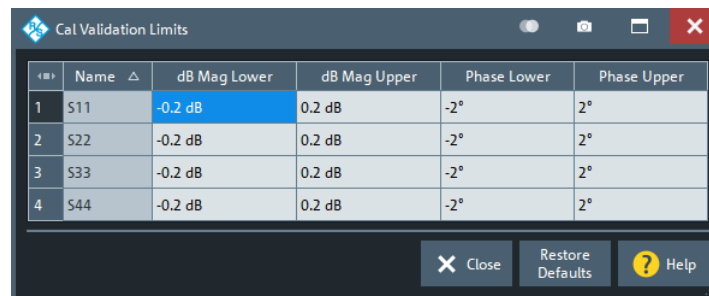 Cal Validation Limits
Name dB Mag Lower dB Mag Upper Phase Lower Phase Upper
1 S11 -0.2 dB 0.2 dB -2° 2°
2 S22 -0.2 dB 0.2 dB -2° 2°
3 S33 -0.2 dB 0.2 dB -2° 2°
4 S44 -0.2 dB 0.2 dB -2° 2°
Close Restore Defaults ? Help